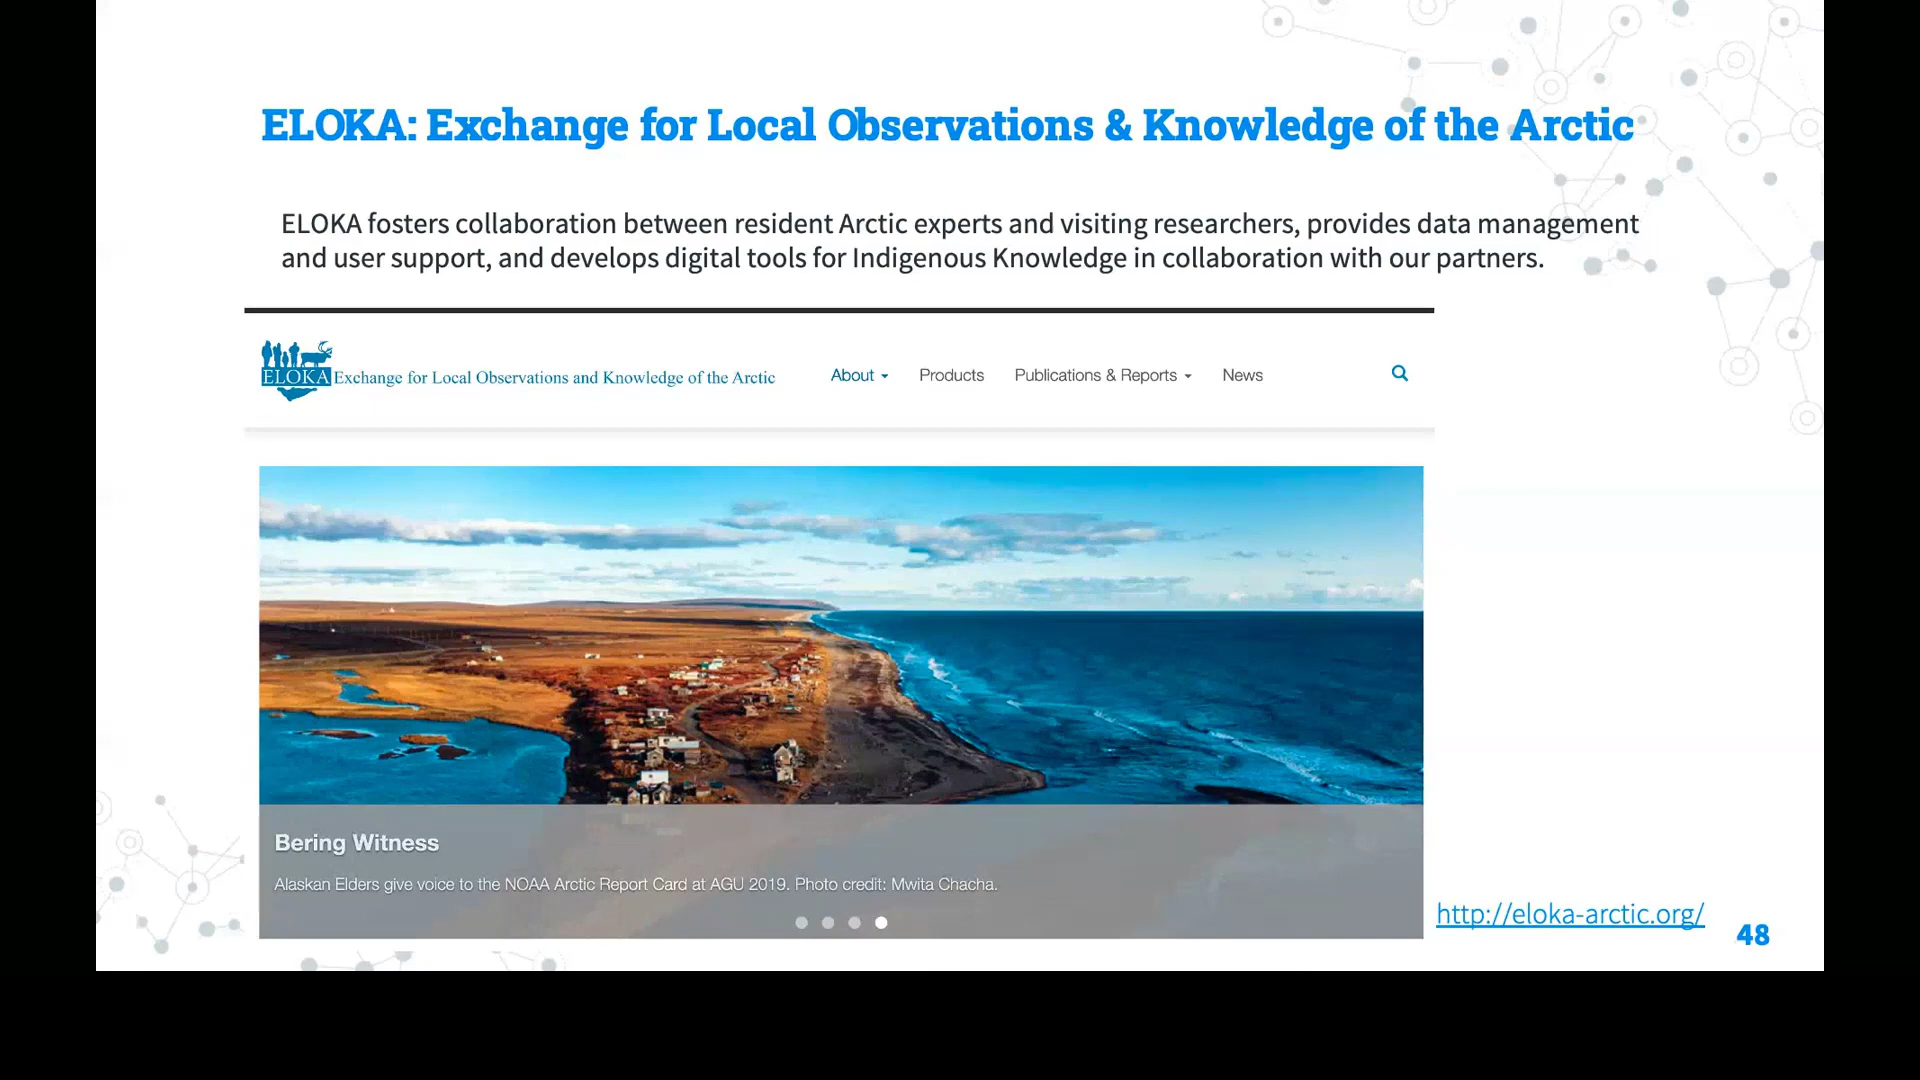 ELOKA: Exchange for Local Observations & Knowledge of the Arctic
ELOKA fosters collaboration between resident Arctic experts and visiting researchers, provides data management
and user support, and develops digital tools for Indigenous Knowledge in collaboration with our partners.
ELOKA Exchange for Local Observations and Knowledge of the Arctic
About Products Publications & Reports News
Bering Witness
Alaskan Elders give voice to the NOAA Arctic Report Card at AGU 2019. Photo credit: Mwita Chacha.
http://eloka-arctic.org/
48